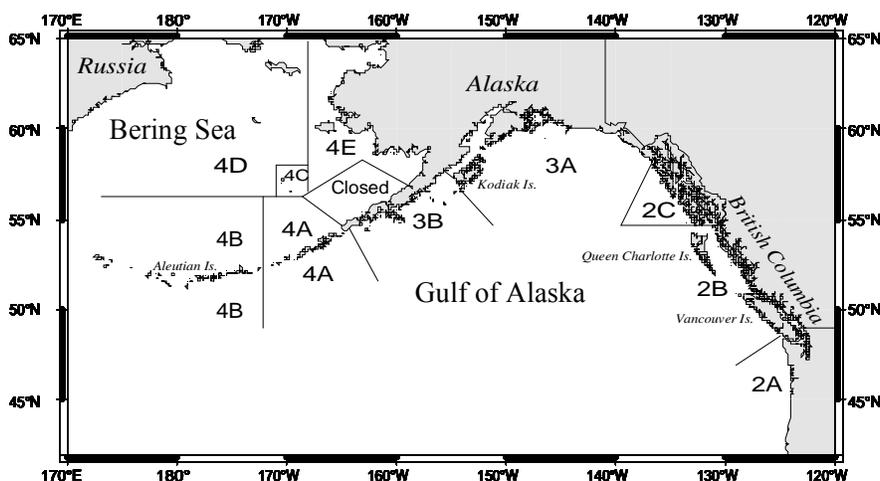 170°E 180° 170°W 160°W 150°W 140°W 130°W 120°W
65°N 65°N
Russia
Alaska
60°N 60°N
Bering Sea
4E
4D
4C
3A
Closed
Kodiak Is.
55°N 55°N
4B
4A
3B
2C
British Columbia
Queen Charlotte Is.
Aleutian Is.
4A
2B
Gulf of Alaska
50°N 50°N
4B
Vancouver Is.
2A
45°N 45°N
170°E 180° 170°W 160°W 150°W 140°W 130°W 120°W